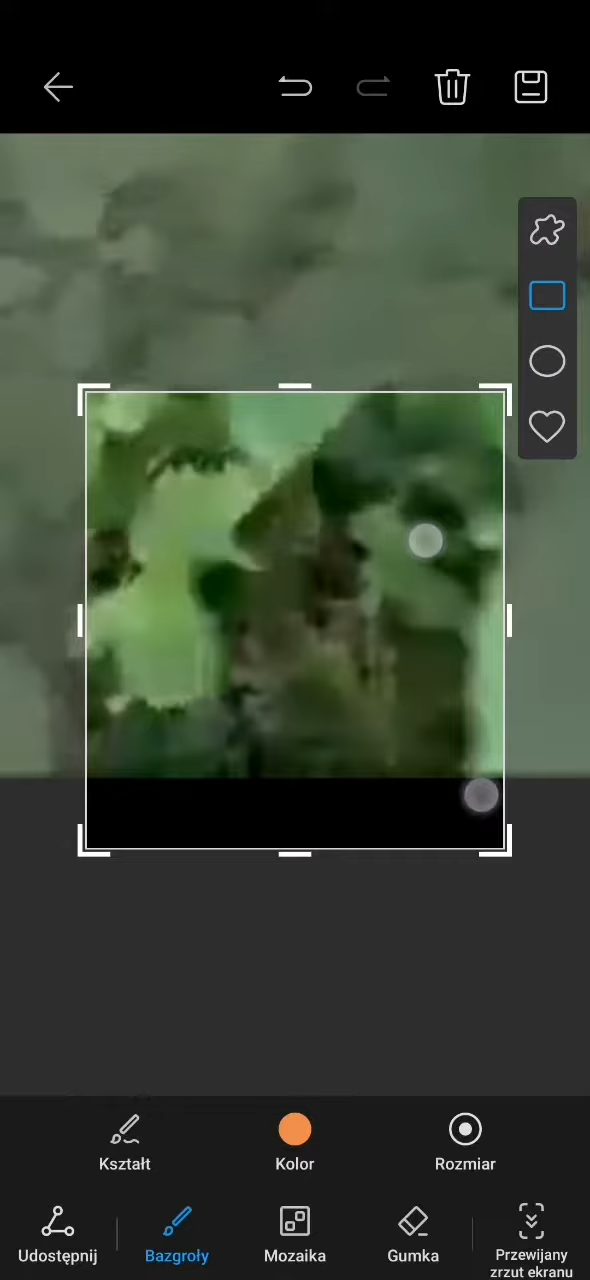 Kształt
Kolor
Rozmiar
Udostępnij
Bazgroły
Mozaika
Gumka
Przewijany
zrzut ekranu